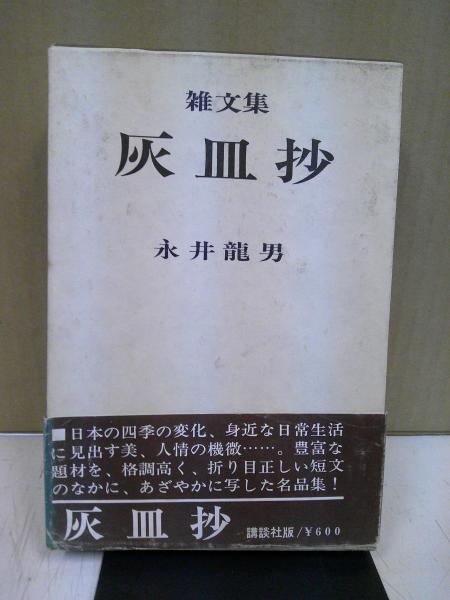 雑文集
灰皿抄
永井龍男
■日本の四季の変化、身近な日常生活
に見出す美、人情の機微……。豊富な
題材を、格調高く、折り目正しい短文
のなかに、あざやかに写した名品集！
灰皿抄 講談社版/¥600